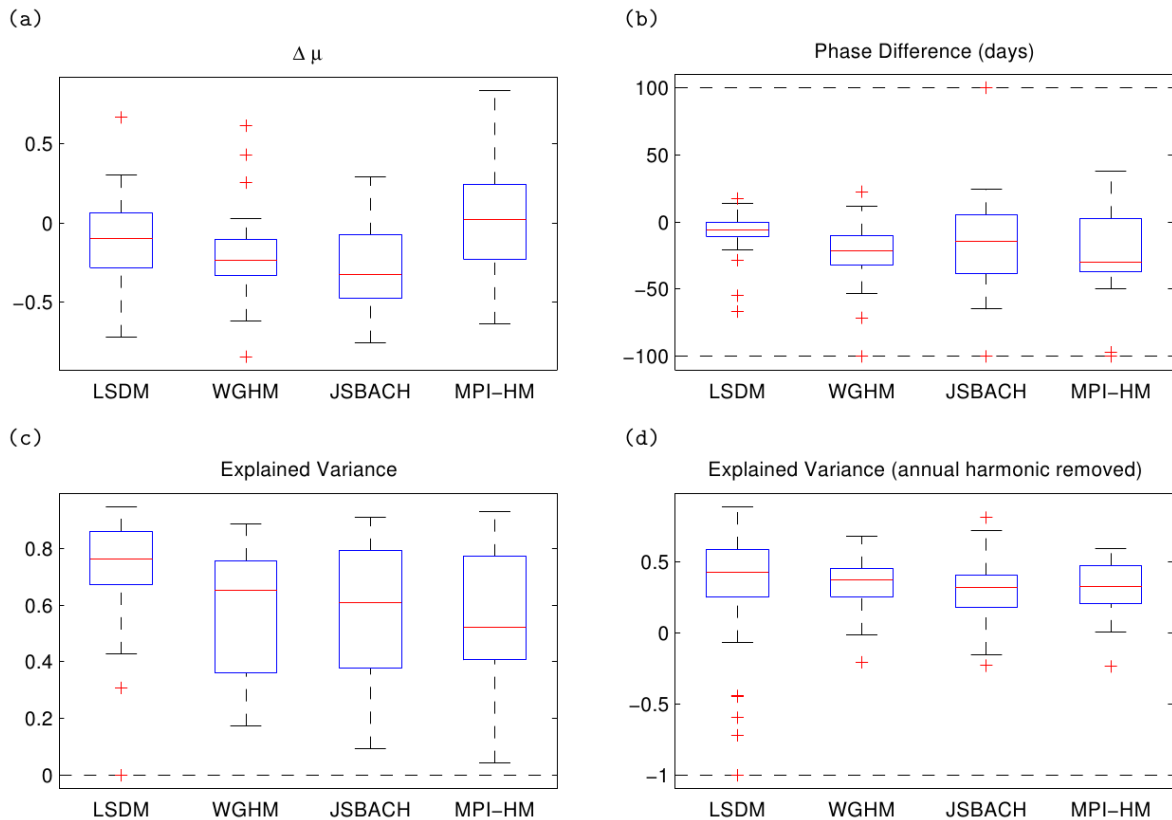 (a)
Δ μ
0.5
0
−0.5
LSDM WGHM JSBACH MPI−HM
(b)
Phase Difference (days)
100
50
0
−50
−100
LSDM WGHM JSBACH MPI−HM
(c)
Explained Variance
0.8
0.6
0.4
0.2
0
LSDM WGHM JSBACH MPI−HM
(d)
Explained Variance (annual harmonic removed)
0.5
0
−0.5
−1
LSDM WGHM JSBACH MPI−HM